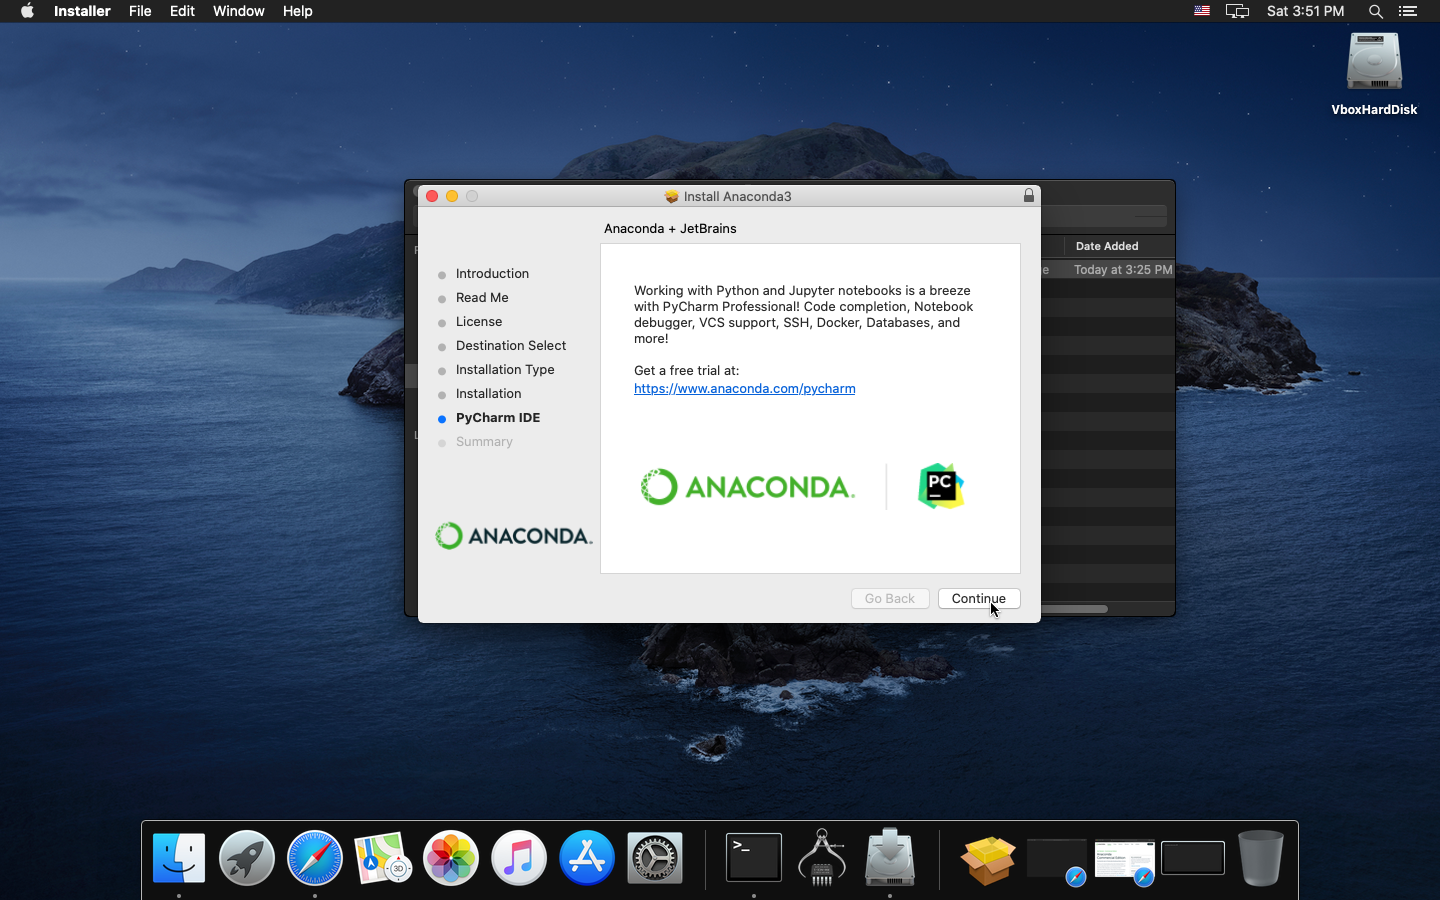 Installer File Edit Window Help
Sat 3:51 PM
VboxHardDisk
Install Anaconda3
Anaconda + JetBrains
Date Added
Today at 3:25 PM
Introduction
Read Me
License
Destination Select
Installation Type
Installation
PyCharm IDE
Summary
Working with Python and Jupyter notebooks is a breeze
with PyCharm Professional! Code completion, Notebook
debugger, VCS support, SSH, Docker, Databases, and
more!
Get a free trial at:
https://www.anaconda.com/pycharm
ANACONDA.
PC
ANACONDA.
Go Back
Continue
>_
3D